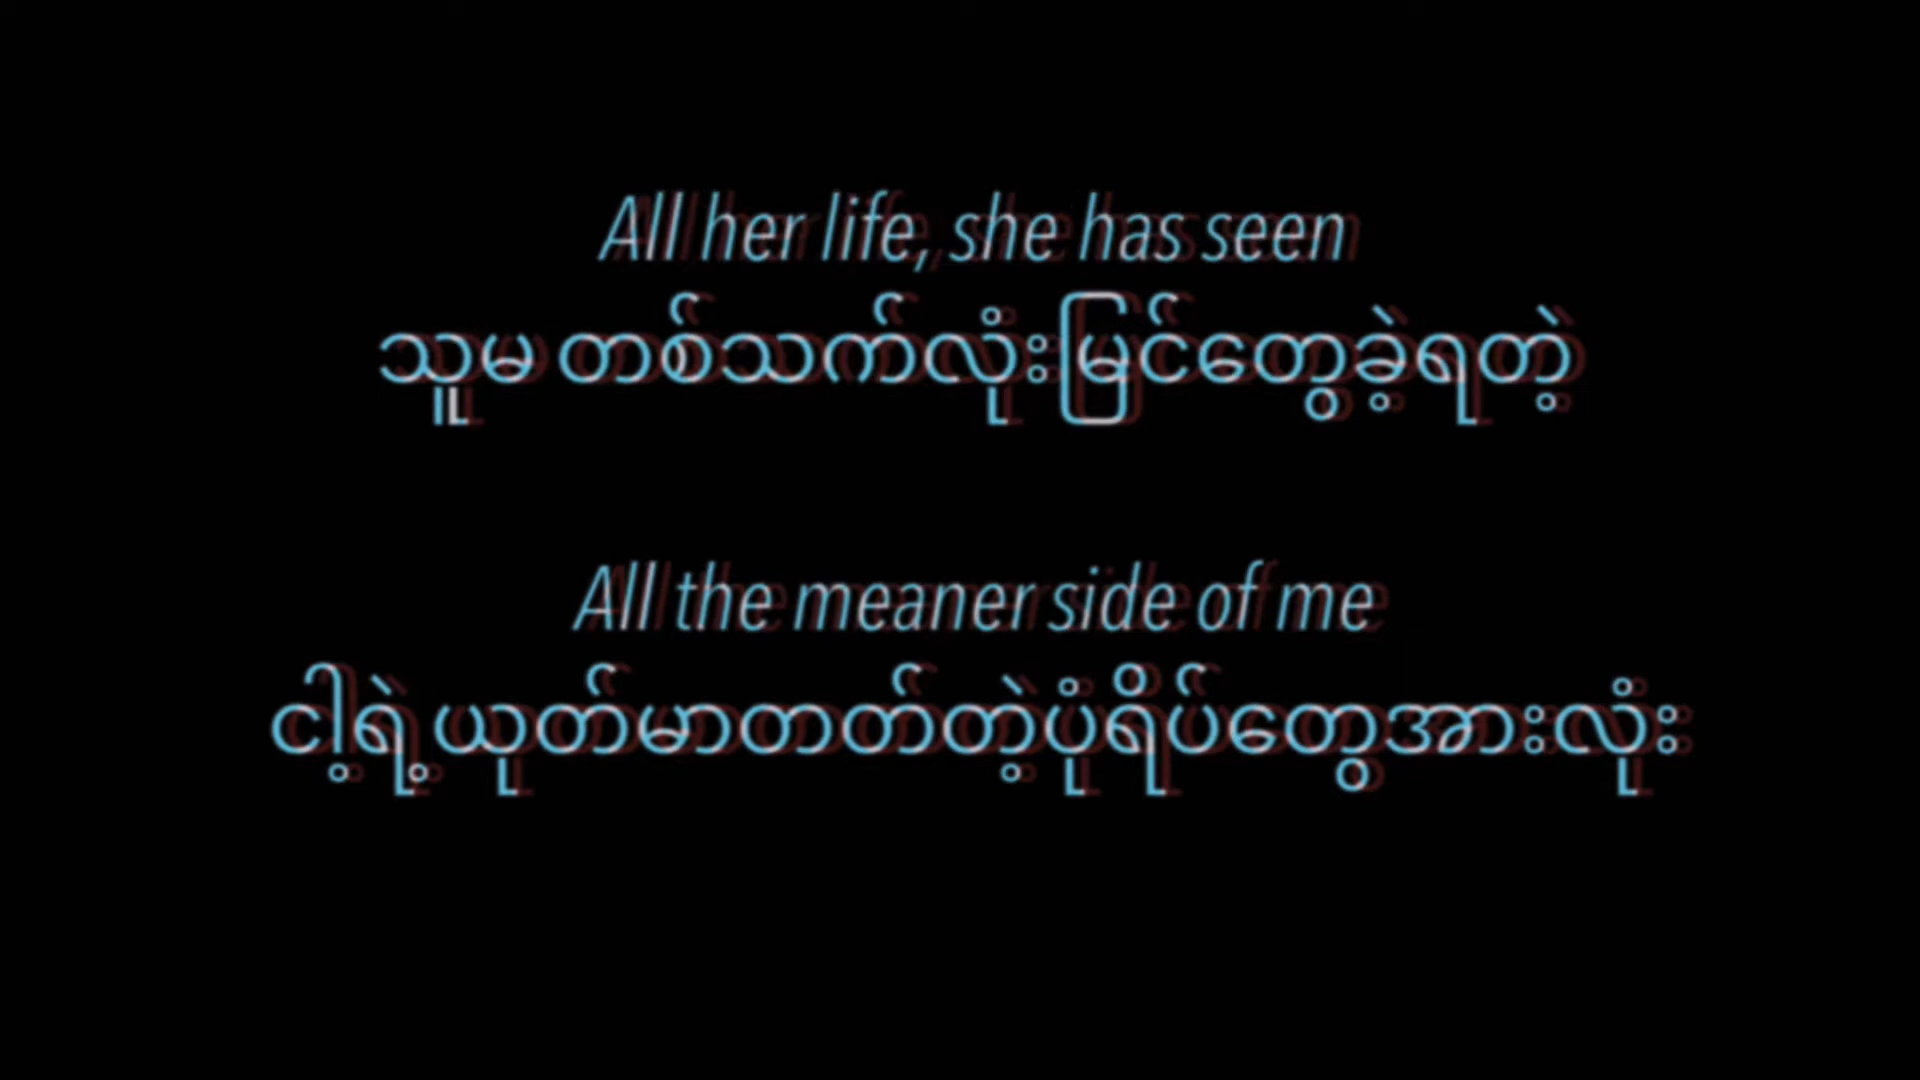 All her life, she has seen
သူမ တစ်သက်လုံး မြင်တွေ့ခဲ့ရတဲ့
All the meaner side of me
ငါ့ရဲ့ ယုတ်မာတတ်တဲ့ပုံရိပ်တွေအားလုံး